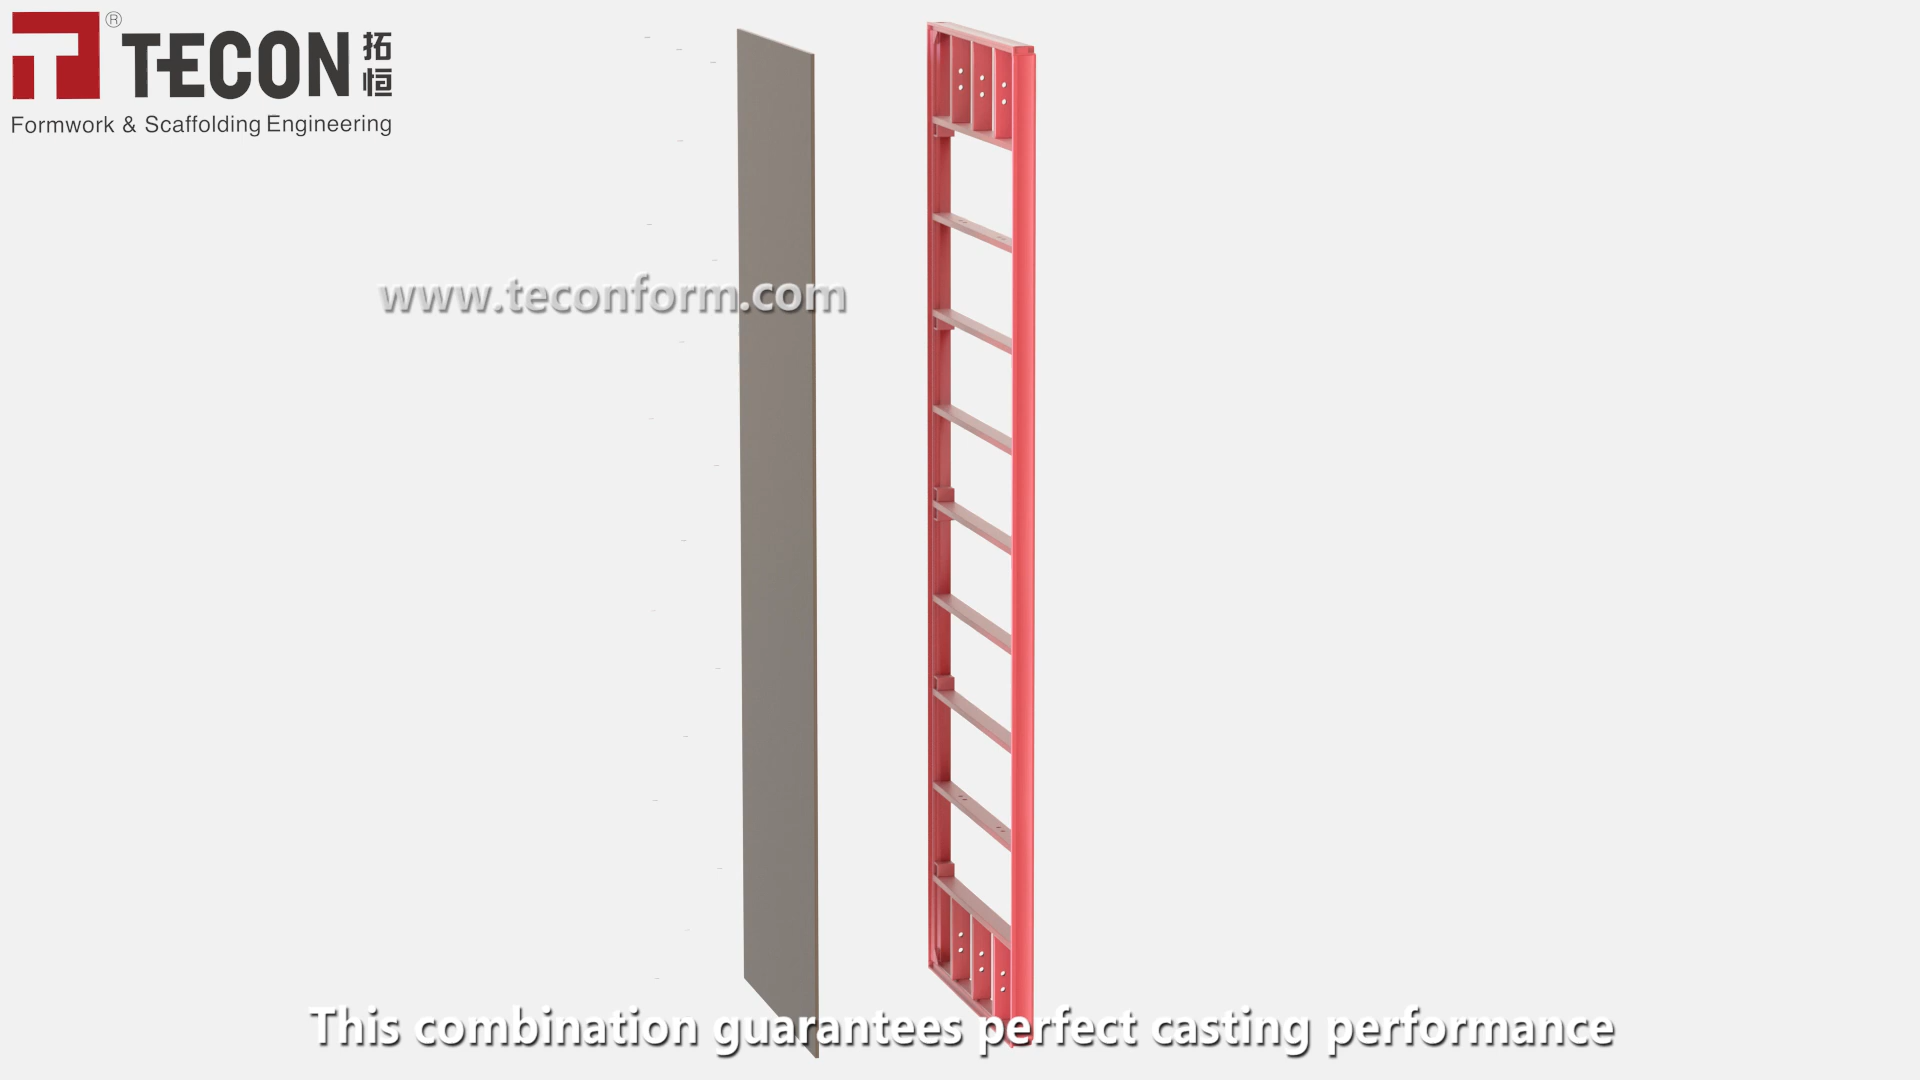 ®
TECON 拓恒
Formwork & Scaffolding Engineering
www.teconform.com
This combination guarantees perfect casting performance